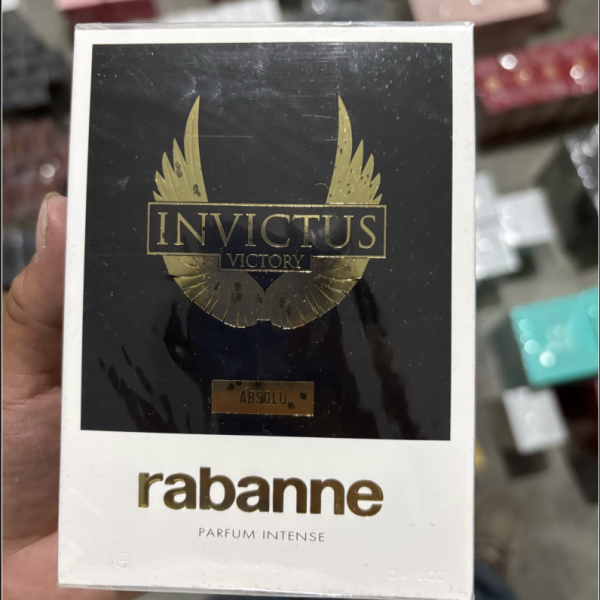 INVICTUS
VICTORY
ABSOLU
rabanne
PARFUM INTENSE